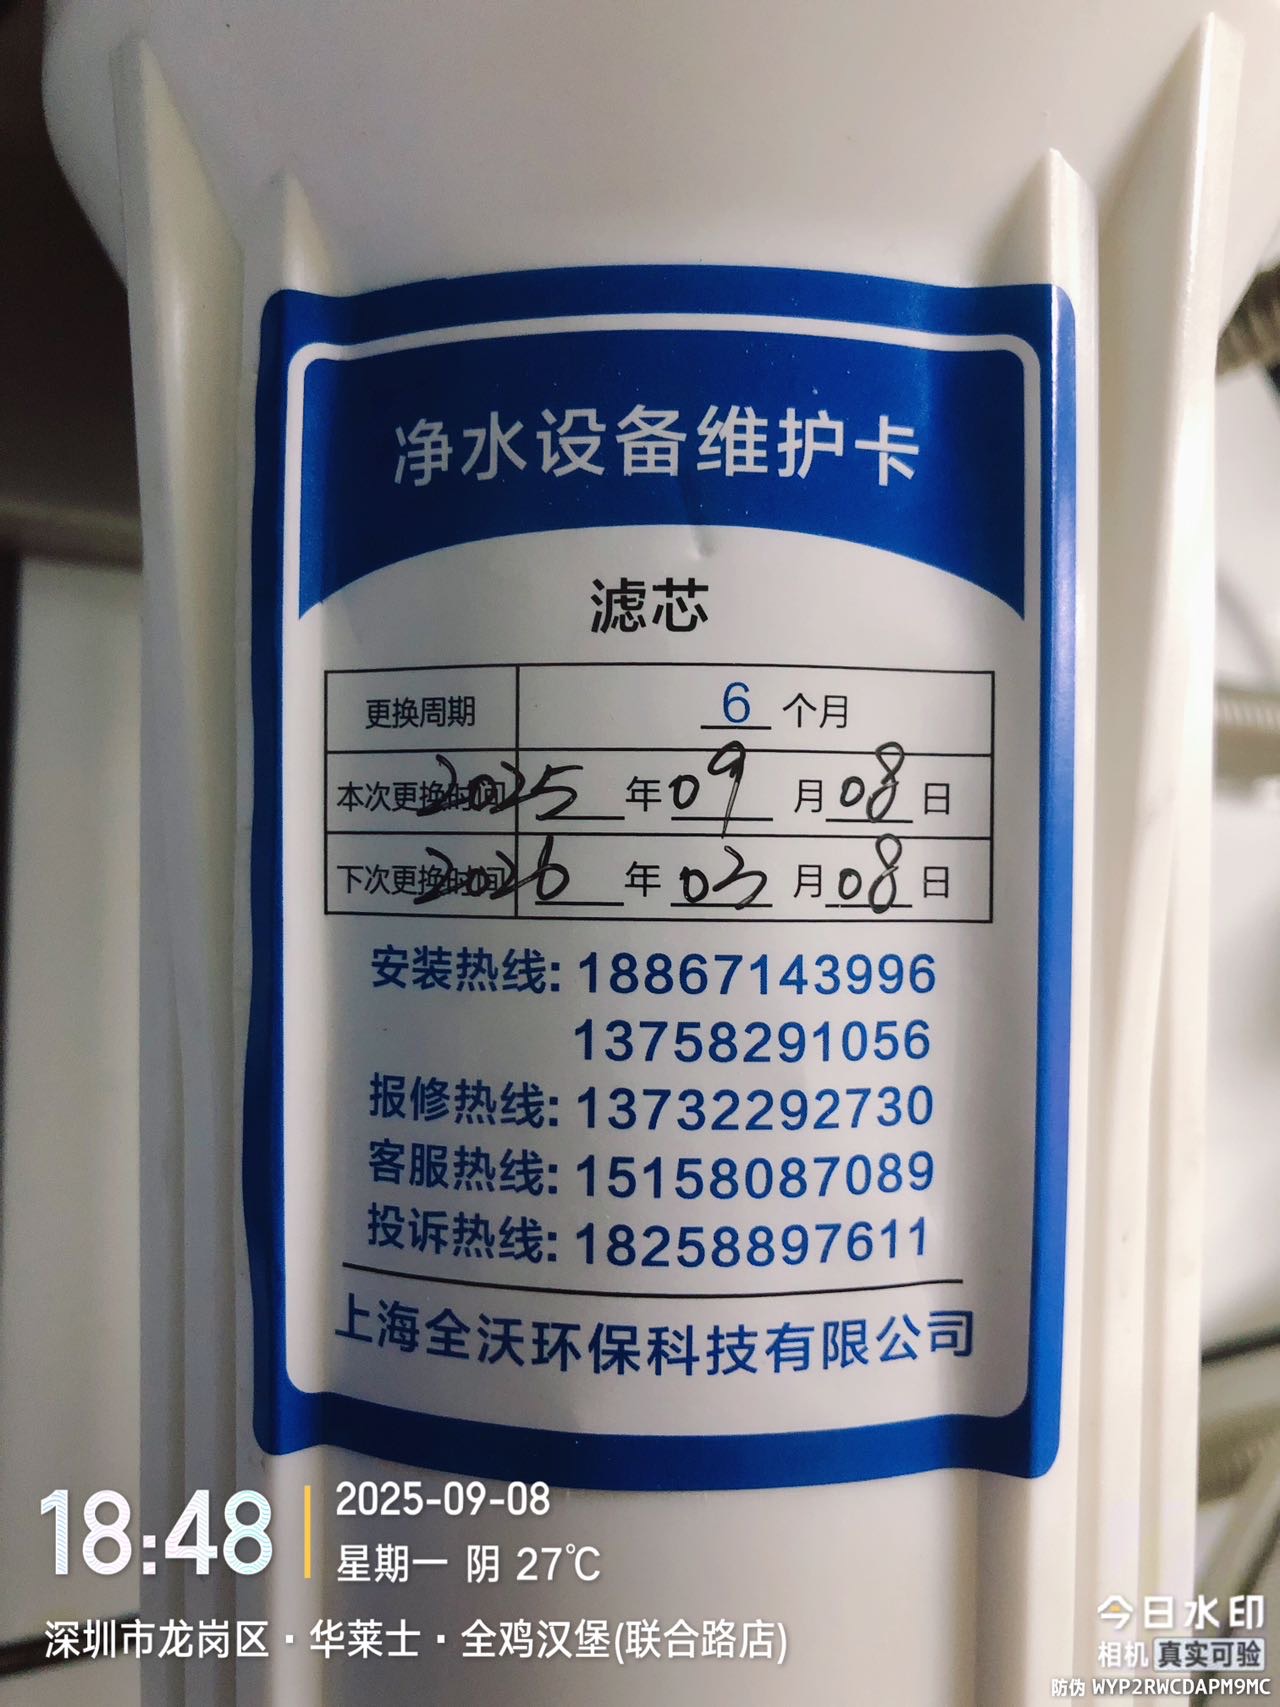 净水设备维护卡
滤芯
更换周期 6 个月
本次更换时间 2025 年 09 月 08 日
下次更换时间 2026 年 03 月 08 日
安装热线: 18867143996
13758291056
报修热线: 13732292730
客服热线: 15158087089
投诉热线: 18258897611
上海全沃环保科技有限公司
18:48
2025-09-08
星期一 阴 27℃
深圳市龙岗区·华莱士·全鸡汉堡(联合路店)
今日水印
相机 真实可验
防伪 WYP2RWCDAPM9MC